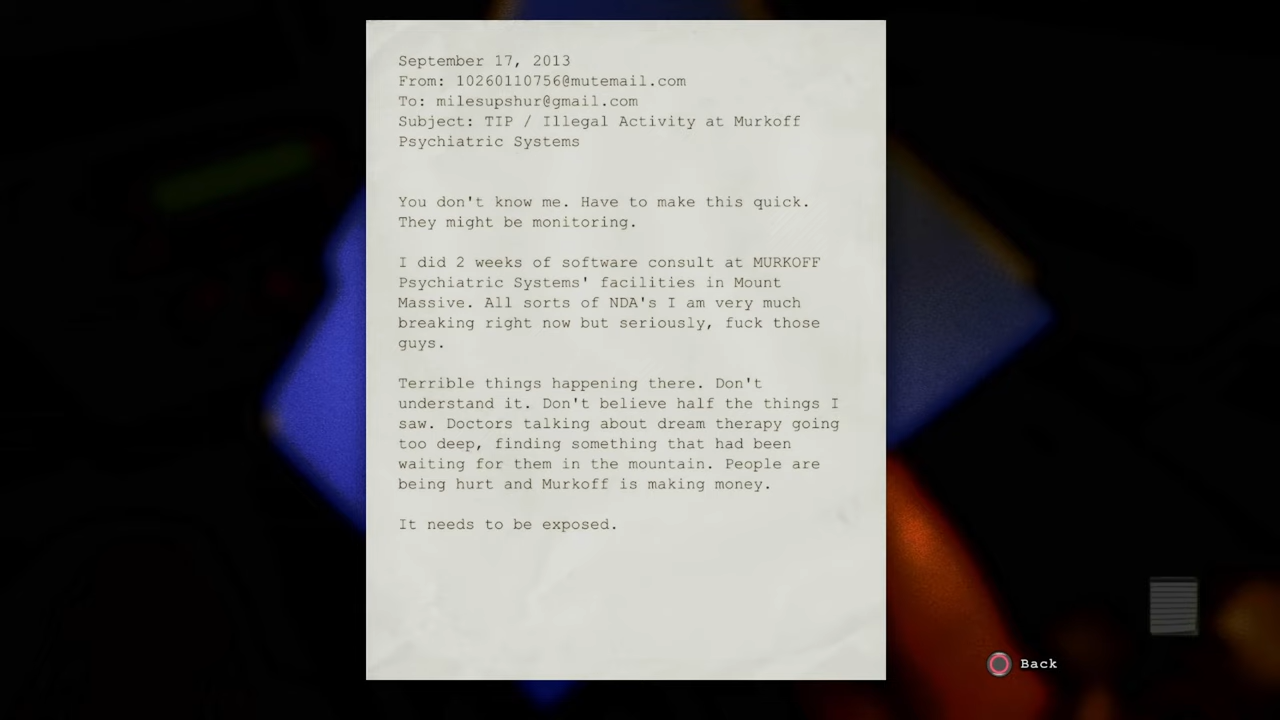 September 17, 2013
From: 10260110756@mutemail.com
To: milesupshur@gmail.com
Subject: TIP / Illegal Activity at Murkoff
Psychiatric Systems
You don't know me. Have to make this quick.
They might be monitoring.
I did 2 weeks of software consult at MURKOFF
Psychiatric Systems' facilities in Mount
Massive. All sorts of NDA's I am very much
breaking right now but seriously, fuck those
guys.
Terrible things happening there. Don't
understand it. Don't believe half the things I
saw. Doctors talking about dream therapy going
too deep, finding something that had been
waiting for them in the mountain. People are
being hurt and Murkoff is making money.
It needs to be exposed.
Back